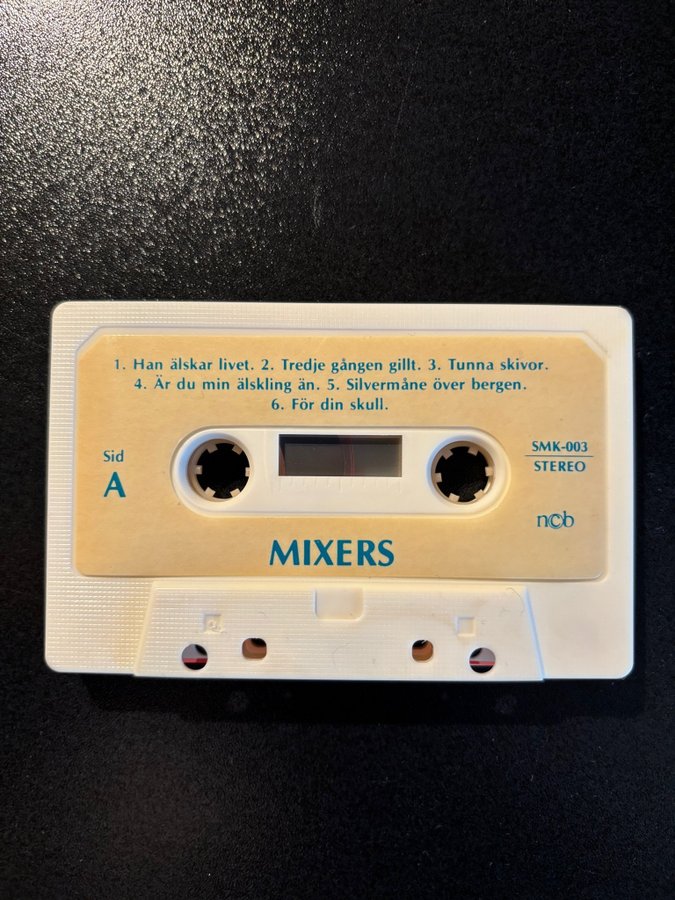 1. Han älskar livet. 2. Tredje gången gillt. 3. Tunna skivor.
4. Är du min älskling än. 5. Silvermåne över bergen.
6. För din skull.
Sid
A
SMK-003
STEREO
ncb
MIXERS